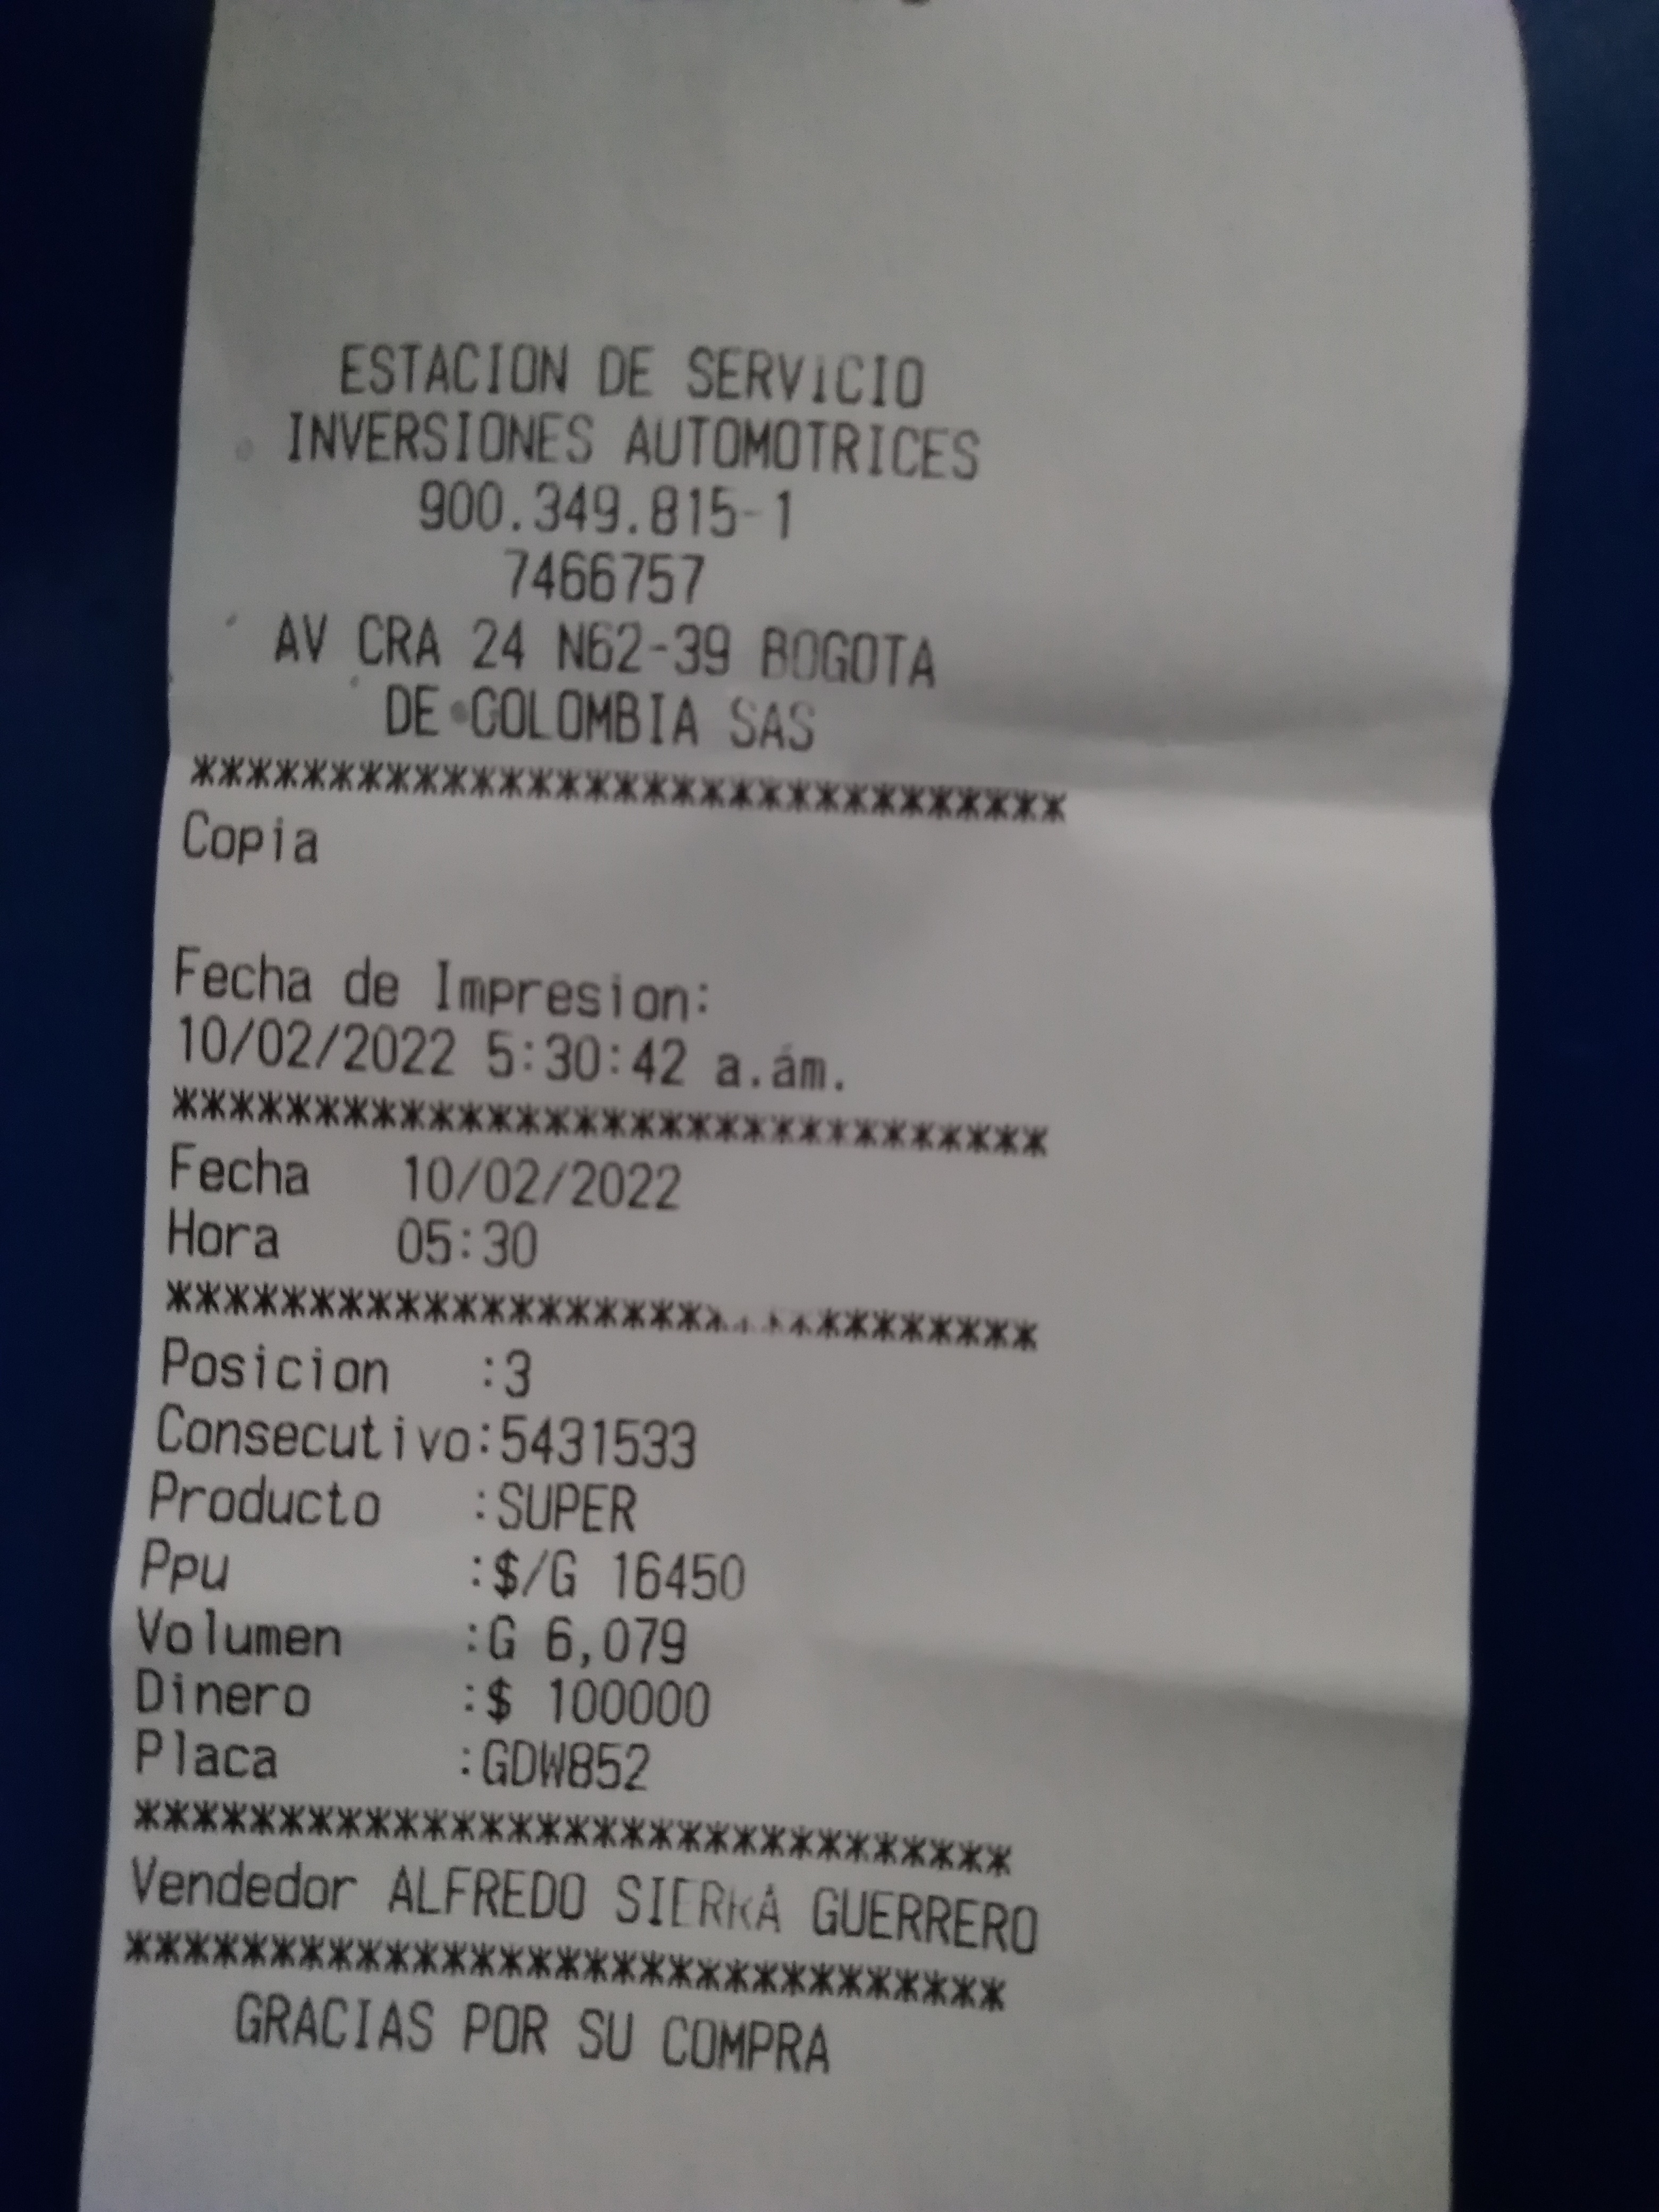 ESTACION DE SERVICIO
INVERSIONES AUTOMOTRICES
900.349.815-1
7466757
AV CRA 24 N62-39 BOGOTA
DE COLOMBIA SAS
*******************************
Copia
Fecha de Impresion:
10/02/2022 5:30:42 a.ám.
*******************************
Fecha 10/02/2022
Hora 05:30
*******************************
Posicion :3
Consecutivo:5431533
Producto :SUPER
Ppu :$/G 16450
Volumen :G 6,079
Dinero :$ 100000
Placa :GDW852
*******************************
Vendedor ALFREDO SIERRA GUERRERO
*******************************
GRACIAS POR SU COMPRA